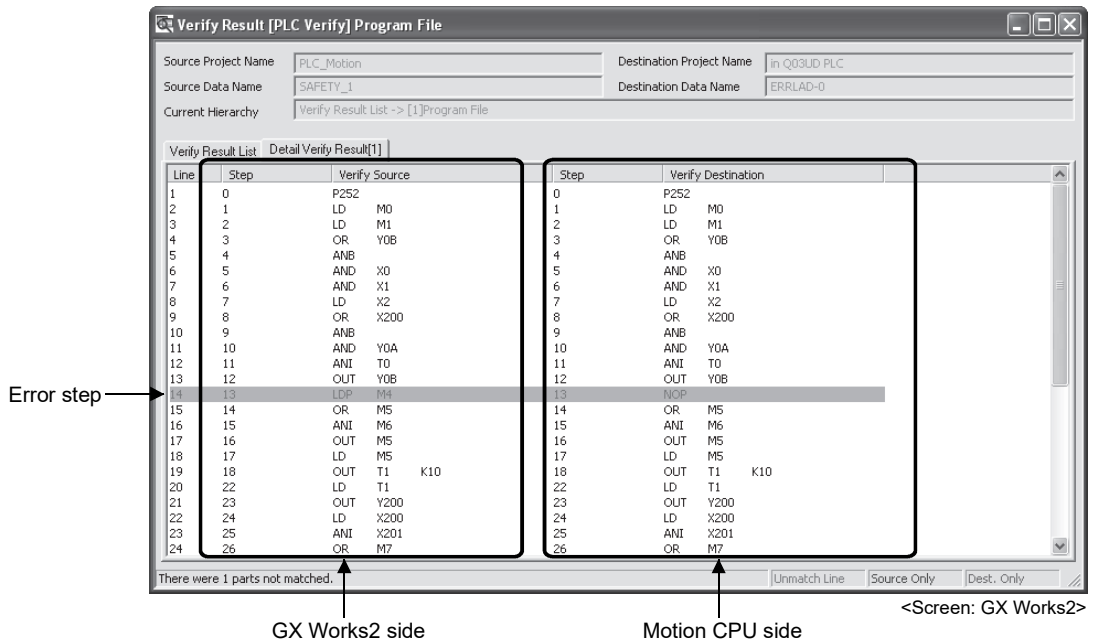 Verify Result [PLC Verify] Program File
Source Project Name PLC_Motion Destination Project Name in Q03UD PLC
Source Data Name SAFETY_1 Destination Data Name ERRLAD-0
Current Hierarchy Verify Result List -> [1]Program File
Verify Result List Detail Verify Result[1]
Line Step Verify Source Step Verify Destination
1 0 P252 0 P252
2 1 LD M0 1 LD M0
3 2 LD M1 2 LD M1
4 3 OR Y0B 3 OR Y0B
5 4 ANB 4 ANB
6 5 AND X0 5 AND X0
7 6 AND X1 6 AND X1
8 7 LD X2 7 LD X2
9 8 OR X200 8 OR X200
10 9 ANB 9 ANB
11 10 AND Y0A 10 AND Y0A
12 11 ANI T0 11 ANI T0
13 12 OUT Y0B 12 OUT Y0B
Error step 14 13 LDP M4 13 NOP
15 14 OR M5 14 OR M5
16 15 ANI M6 15 ANI M6
17 16 OUT M5 16 OUT M5
18 17 LD M5 17 LD M5
19 18 OUT T1 K10 18 OUT T1 K10
20 22 LD T1 22 LD T1
21 23 OUT Y200 23 OUT Y200
22 24 LD X200 24 LD X200
23 25 ANI X201 25 ANI X201
24 26 OR M7 26 OR M7
There were 1 parts not matched. Unmatch Line Source Only Dest. Only
<Screen: GX Works2>
GX Works2 side Motion CPU side